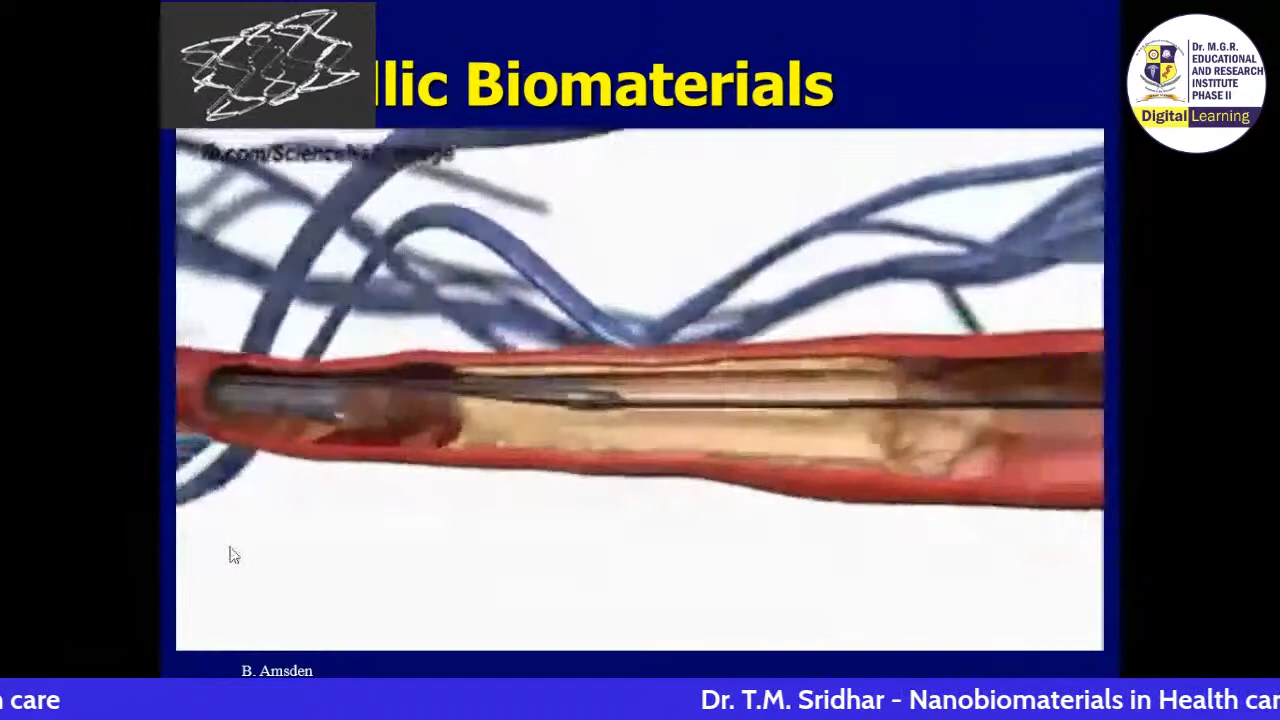 llic Biomaterials
Dr. M.G.R.
EDUCATIONAL
AND RESEARCH
INSTITUTE
PHASE II
Digital Learning
B. Amsden
h care
Dr. T.M. Sridhar - Nanobiomaterials in Health car